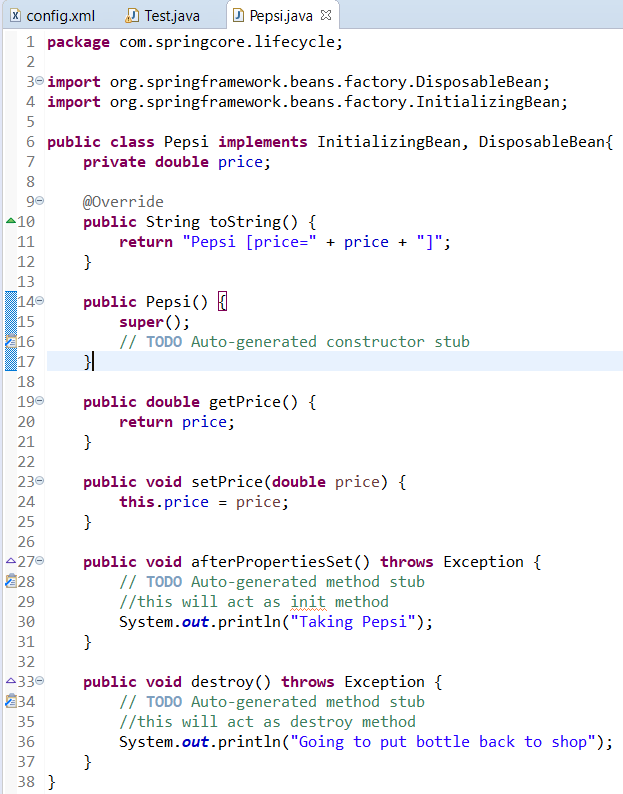 config.xml Test.java Pepsi.java
1 package com.springcore.lifecycle;
2
3 import org.springframework.beans.factory.DisposableBean;
4 import org.springframework.beans.factory.InitializingBean;
5
6 public class Pepsi implements InitializingBean, DisposableBean{
7     private double price;
8
9     @Override
10     public String toString() {
11         return "Pepsi [price=" + price + "]";
12     }
13
14     public Pepsi() {
15         super();
16         // TODO Auto-generated constructor stub
17     }
18
19     public double getPrice() {
20         return price;
21     }
22
23     public void setPrice(double price) {
24         this.price = price;
25     }
26
27     public void afterPropertiesSet() throws Exception {
28         // TODO Auto-generated method stub
29         //this will act as init method
30         System.out.println("Taking Pepsi");
31     }
32
33     public void destroy() throws Exception {
34         // TODO Auto-generated method stub
35         //this will act as destroy method
36         System.out.println("Going to put bottle back to shop");
37     }
38 }